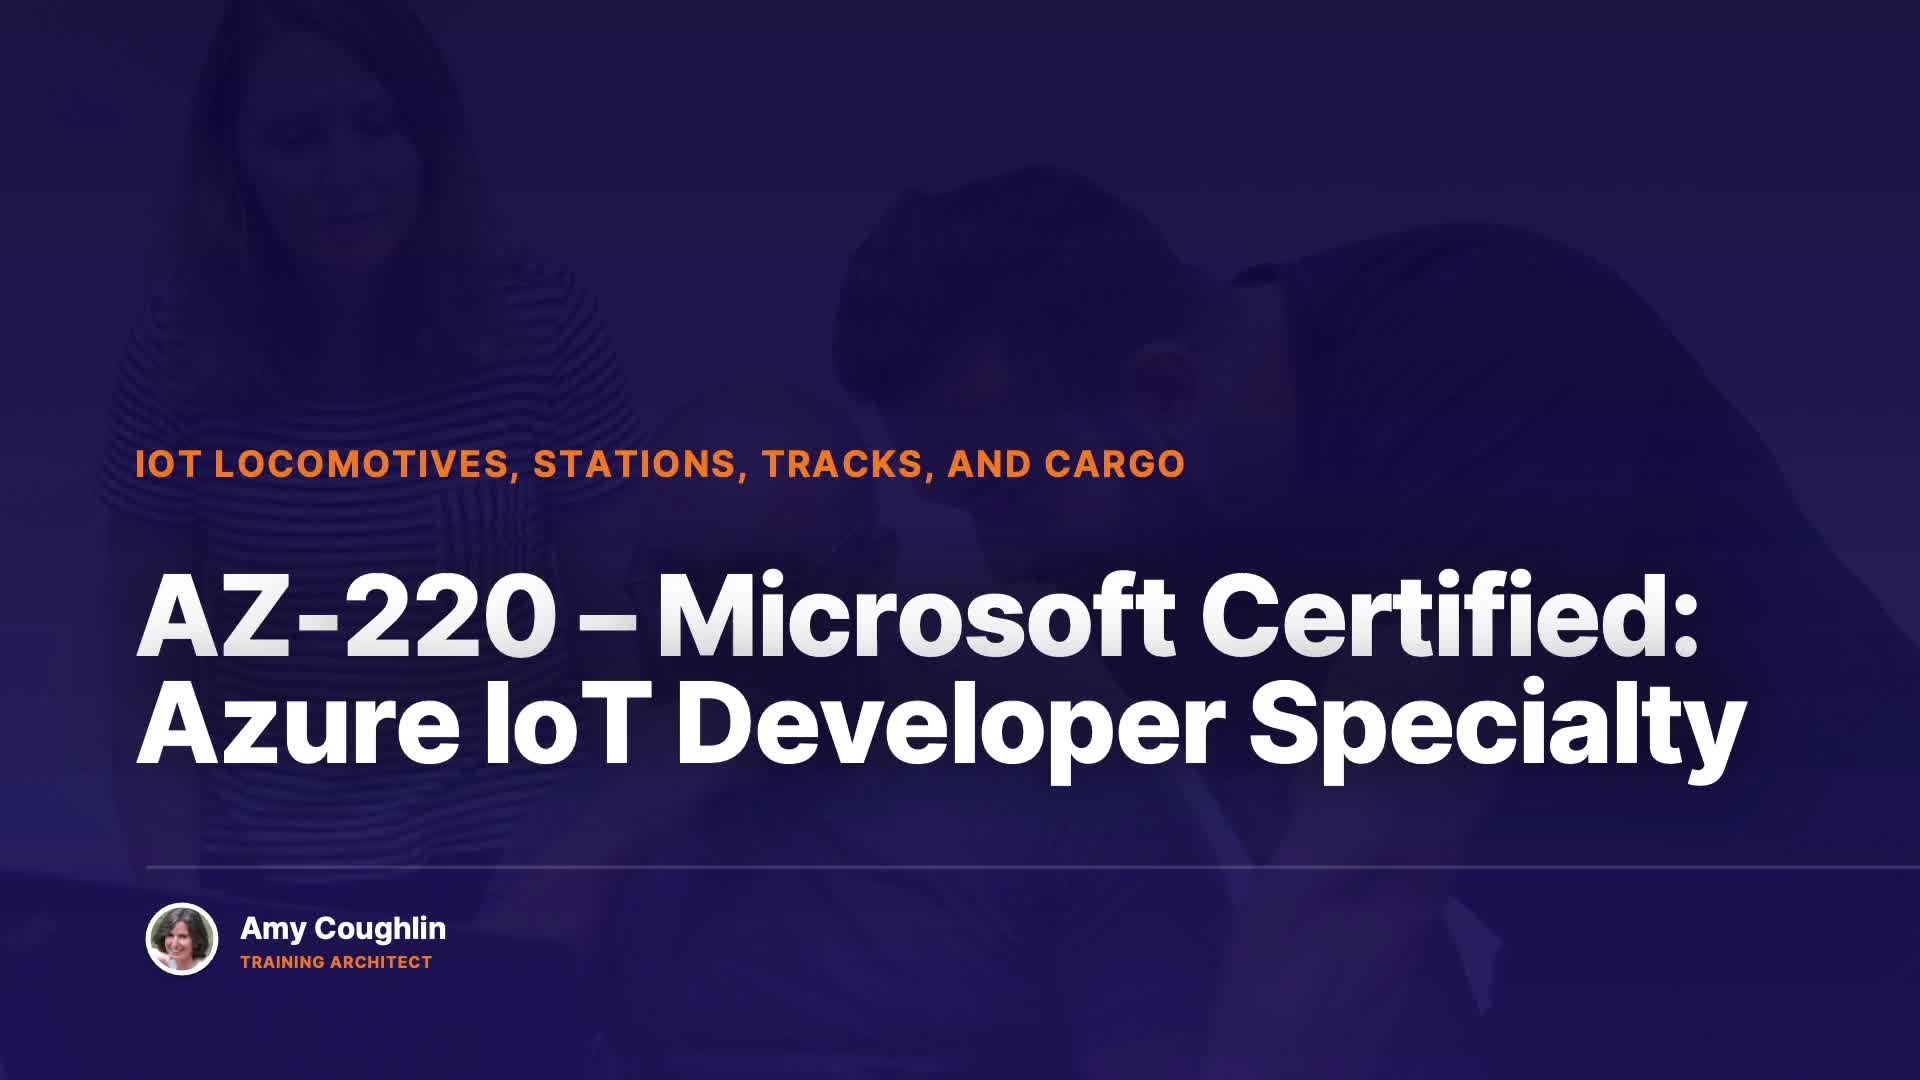 IOT LOCOMOTIVES, STATIONS, TRACKS, AND CARGO
AZ-220 – Microsoft Certified:
Azure IoT Developer Specialty
Amy Coughlin
TRAINING ARCHITECT